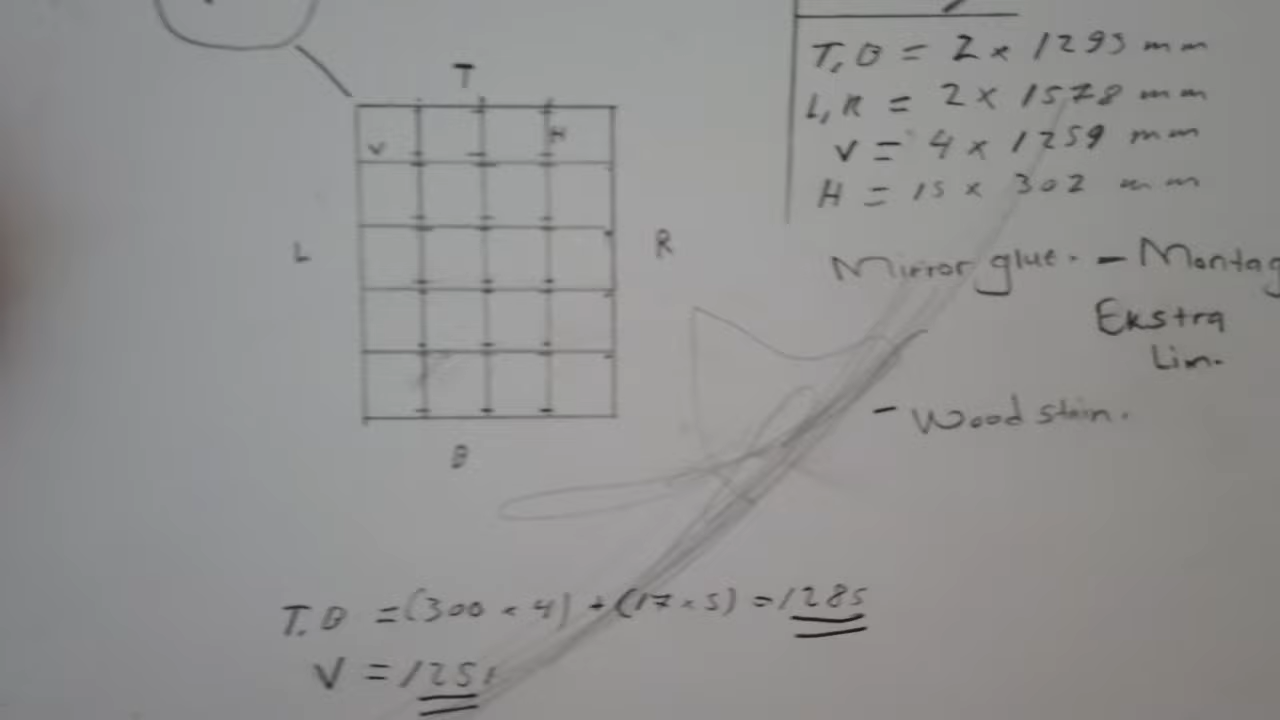 T
T, B = 2 x 1293 mm
L, R = 2 x 1578 mm
V = 4 x 1259 mm
H = 15 x 302 mm
V
H
L
R
Mirror glue. - Montag
Ekstra
Lim.
- Wood stain.
B
T, B = (300 x 4) + (17 x 5) = 1285
V = 1251